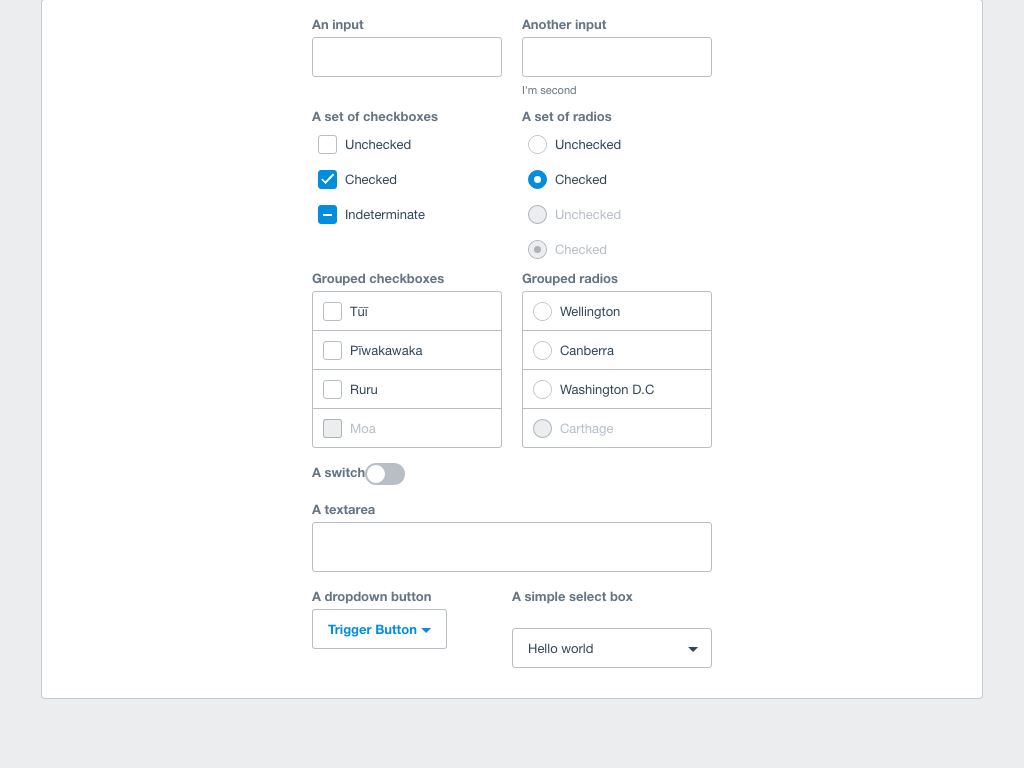 An input
Another input
I'm second
A set of checkboxes
Unchecked
Checked
Indeterminate
A set of radios
Unchecked
Checked
Unchecked
Checked
Grouped checkboxes
Tūī
Pīwakawaka
Ruru
Moa
Grouped radios
Wellington
Canberra
Washington D.C
Carthage
A switch
A textarea
A dropdown button
Trigger Button
A simple select box
Hello world